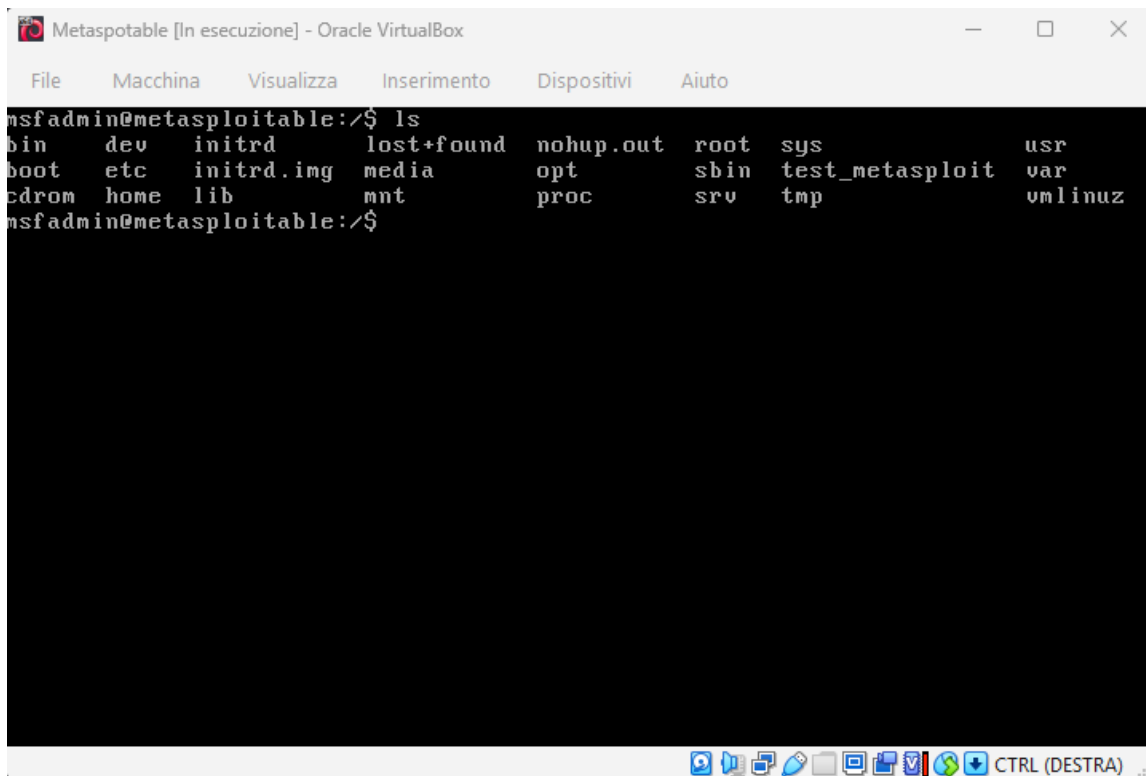 Metaspotable [In esecuzione] - Oracle VirtualBox
File Macchina Visualizza Inserimento Dispositivi Aiuto
msfadmin@metasploitable:/$ ls
bin dev initrd lost+found nohup.out root sys usr
boot etc initrd.img media opt sbin test_metasploit var
cdrom home lib mnt proc srv tmp vmlinuz
msfadmin@metasploitable:/$
CTRL (DESTRA)